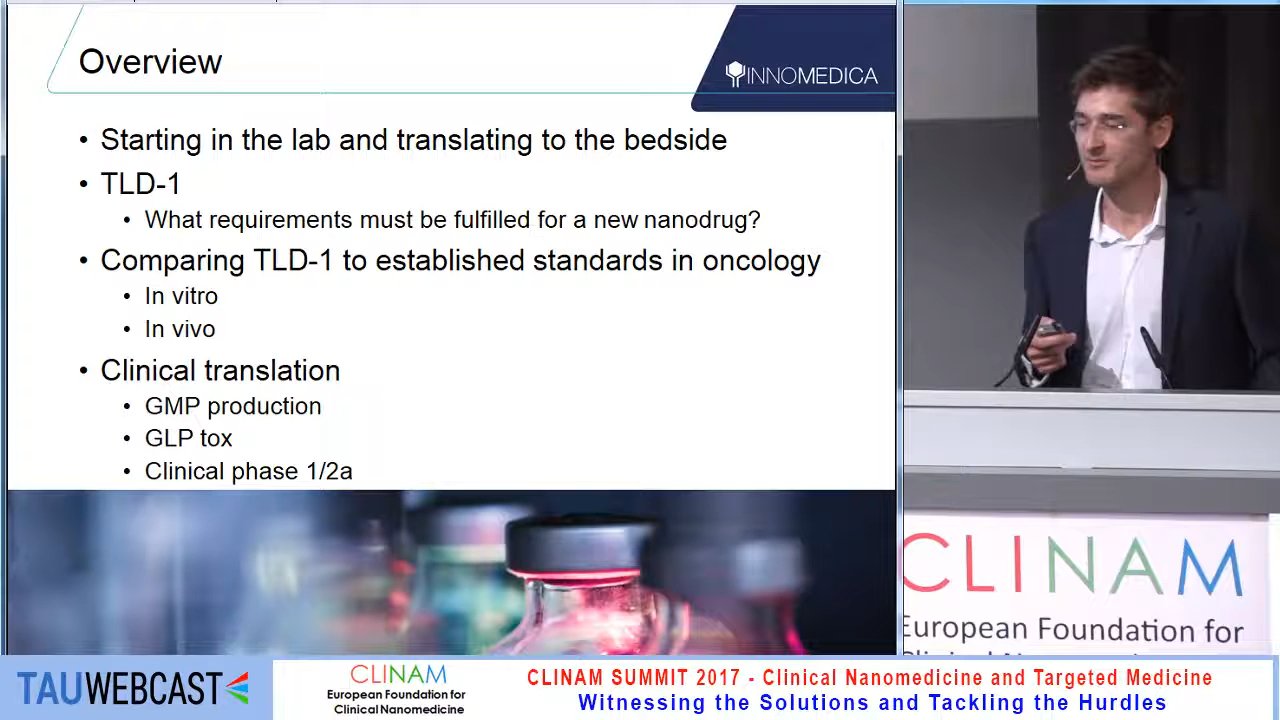 Overview
INNOMEDICA
• Starting in the lab and translating to the bedside
• TLD-1
• What requirements must be fulfilled for a new nanodrug?
• Comparing TLD-1 to established standards in oncology
• In vitro
• In vivo
• Clinical translation
• GMP production
• GLP tox
• Clinical phase 1/2a
CLINAM
European Foundation for
TAUWEBCAST
CLINAM
European Foundation for
Clinical Nanomedicine
CLINAM SUMMIT 2017 - Clinical Nanomedicine and Targeted Medicine
Witnessing the Solutions and Tackling the Hurdles